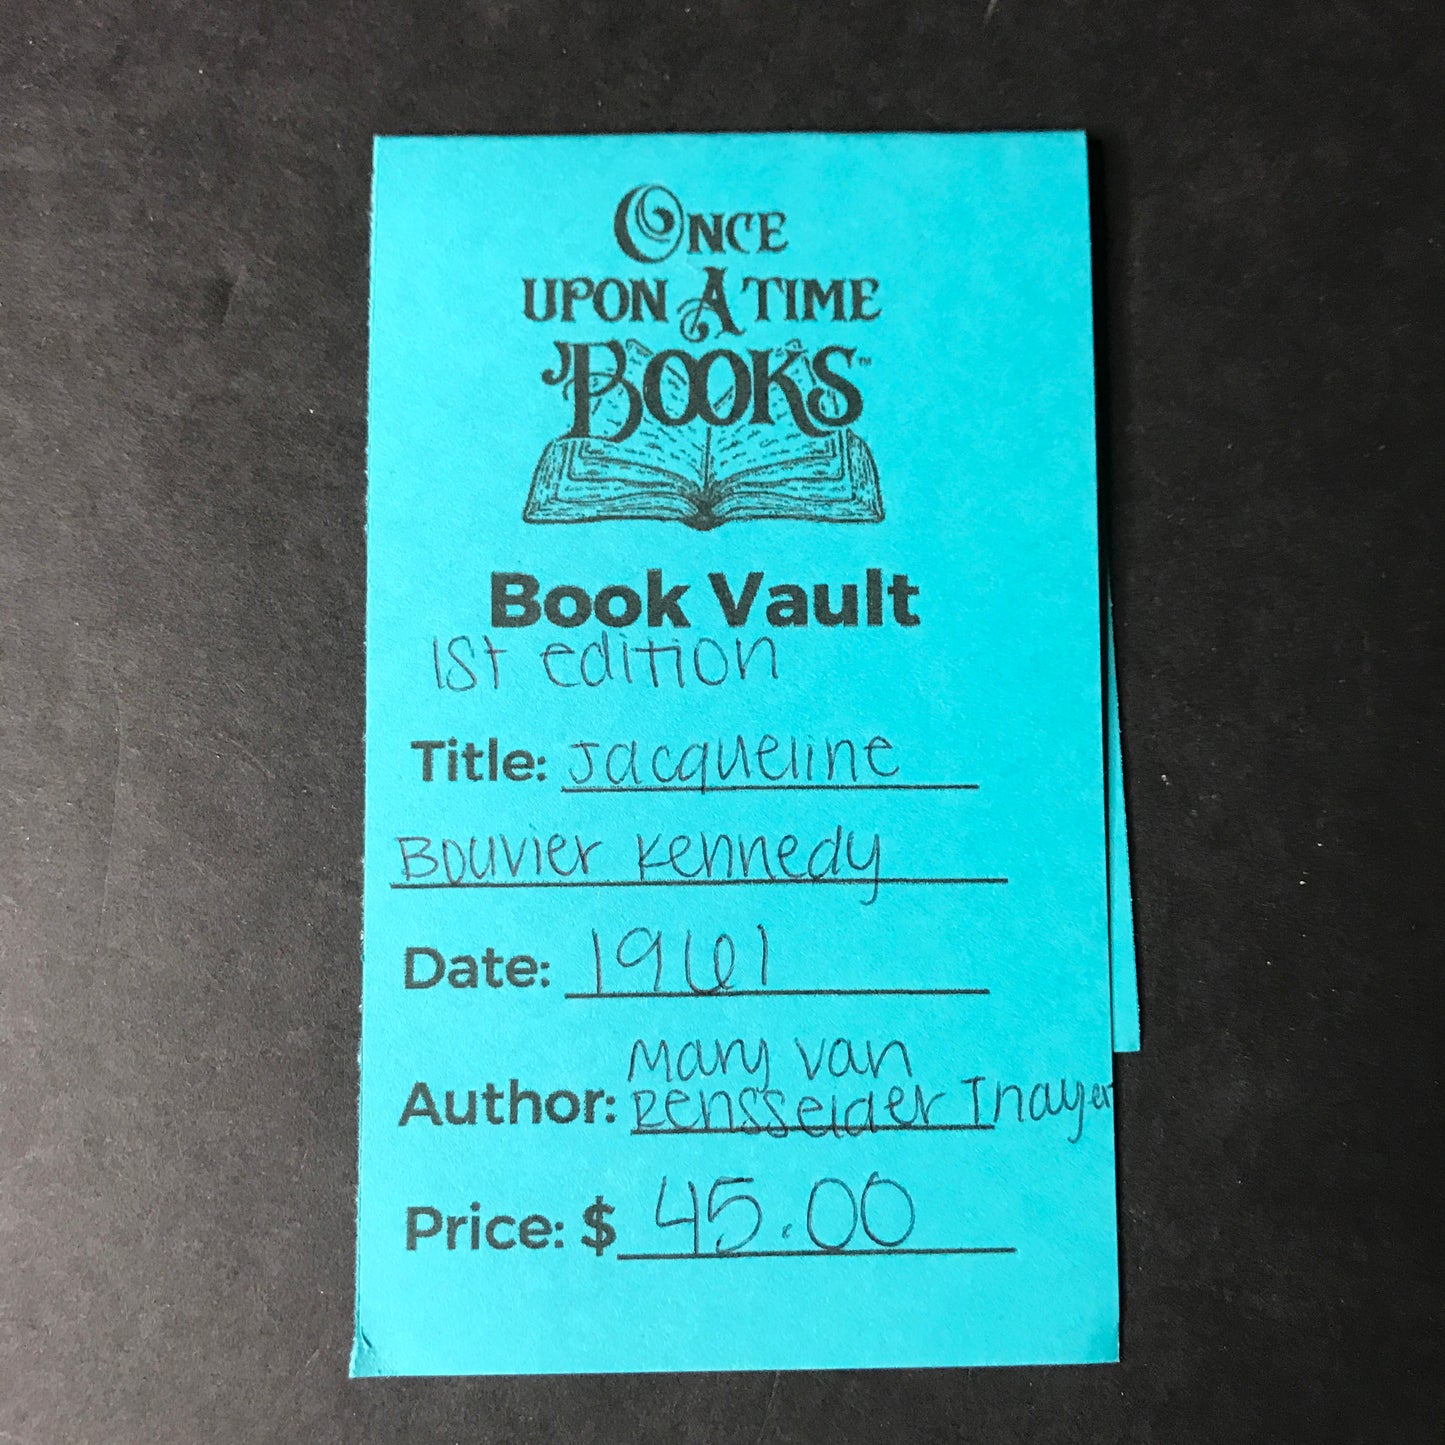 ONCE
UPON A TIME
BOOKS™
Book Vault
1st edition
Title: Jacqueline
Bouvier Kennedy
Date: 1961
Mary van
Author: Rensseider Thayer
Price: $ 45.00